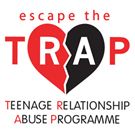 escape the
TRAP
TEENAGE RELATIONSHIP
ABUSE PROGRAMME